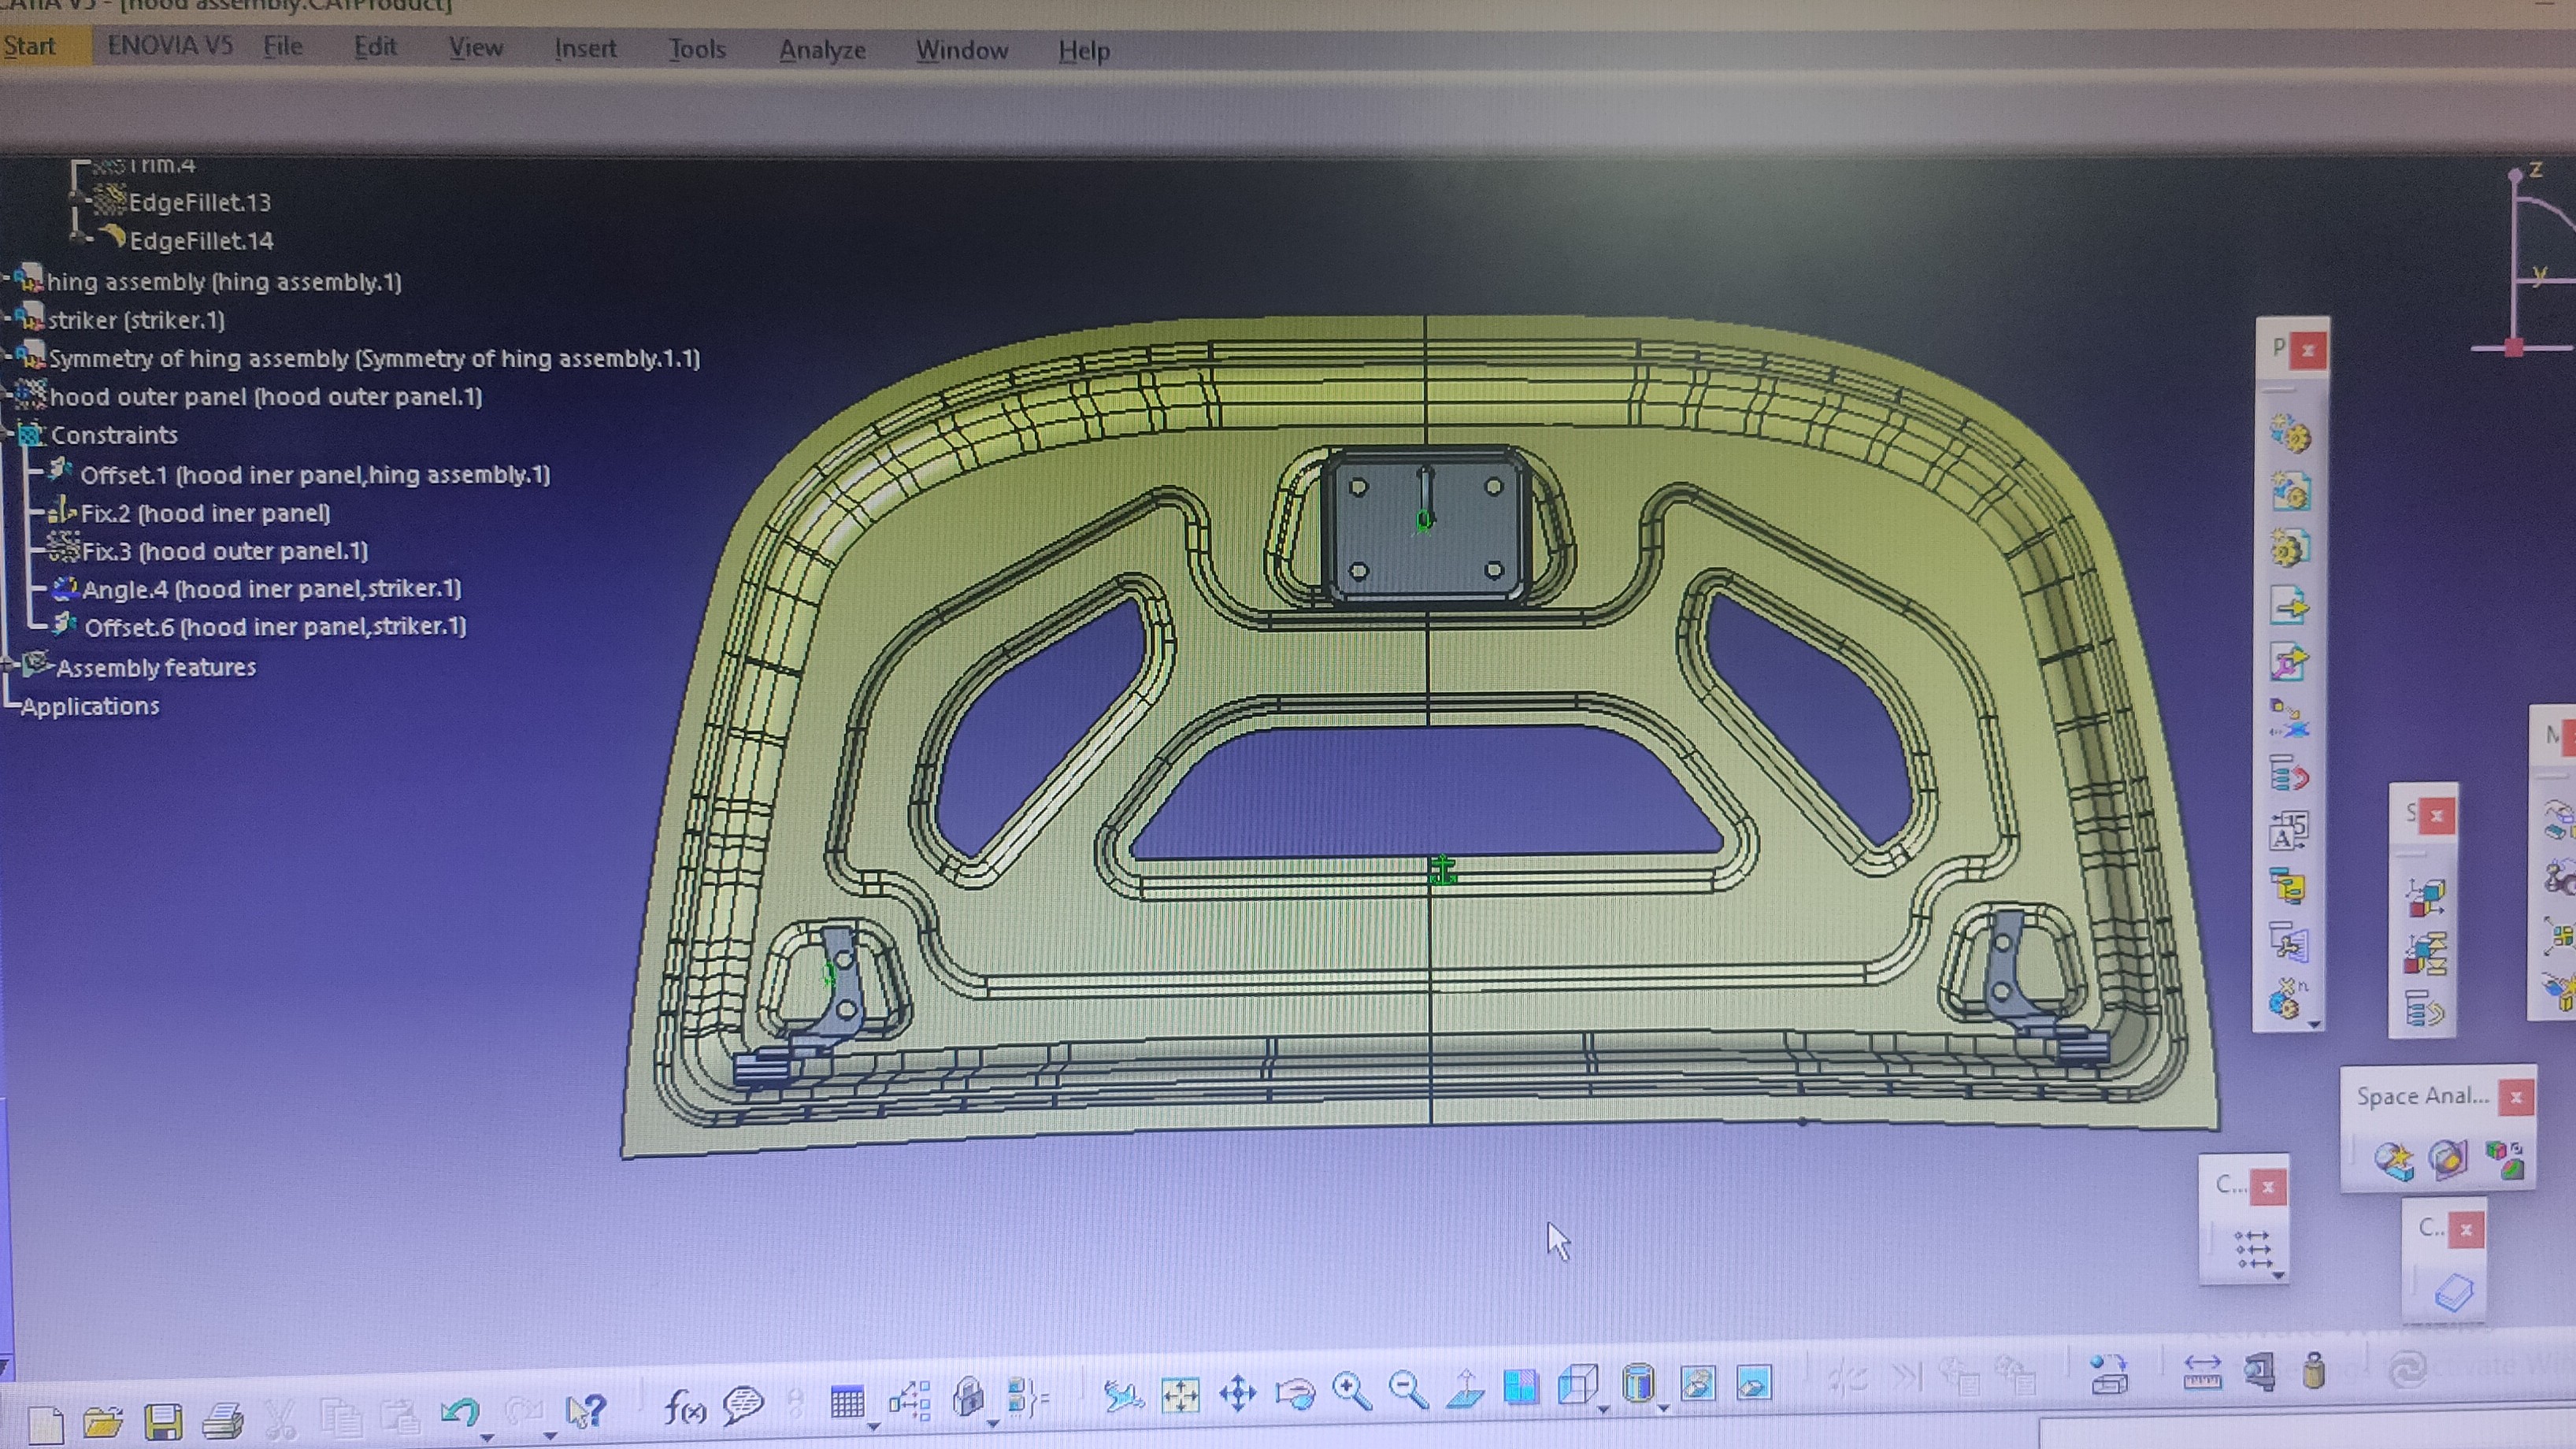 CATIA V5 - [hood assembly.CATProduct]
Start ENOVIA V5 File Edit View Insert Tools Analyze Window Help
Trim.4
EdgeFillet.13
EdgeFillet.14
hing assembly (hing assembly.1)
striker (striker.1)
Symmetry of hing assembly (Symmetry of hing assembly.1.1)
hood outer panel (hood outer panel.1)
Constraints
Offset.1 (hood iner panel,hing assembly.1)
Fix.2 (hood iner panel)
Fix.3 (hood outer panel.1)
Angle.4 (hood iner panel,striker.1)
Offset.6 (hood iner panel,striker.1)
Assembly features
Applications
z
y
P
S
Space Anal...
C...
C..
f(x)